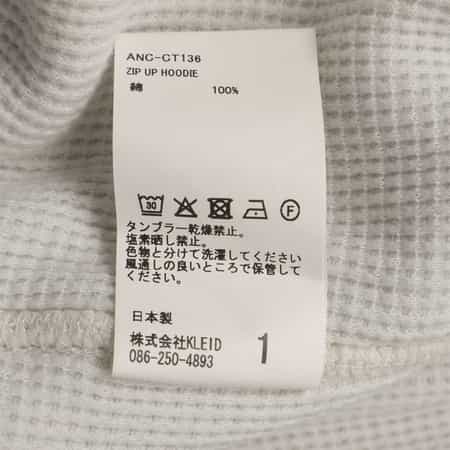 ANC-CT136
ZIP UP HOODIE
綿 100%
30 F
タンブラー乾燥禁止。
塩素晒し禁止。
色物と分けて洗濯してください
風通しの良いところで保管して
ください。
日本製
株式会社KLEID
086-250-4893
1